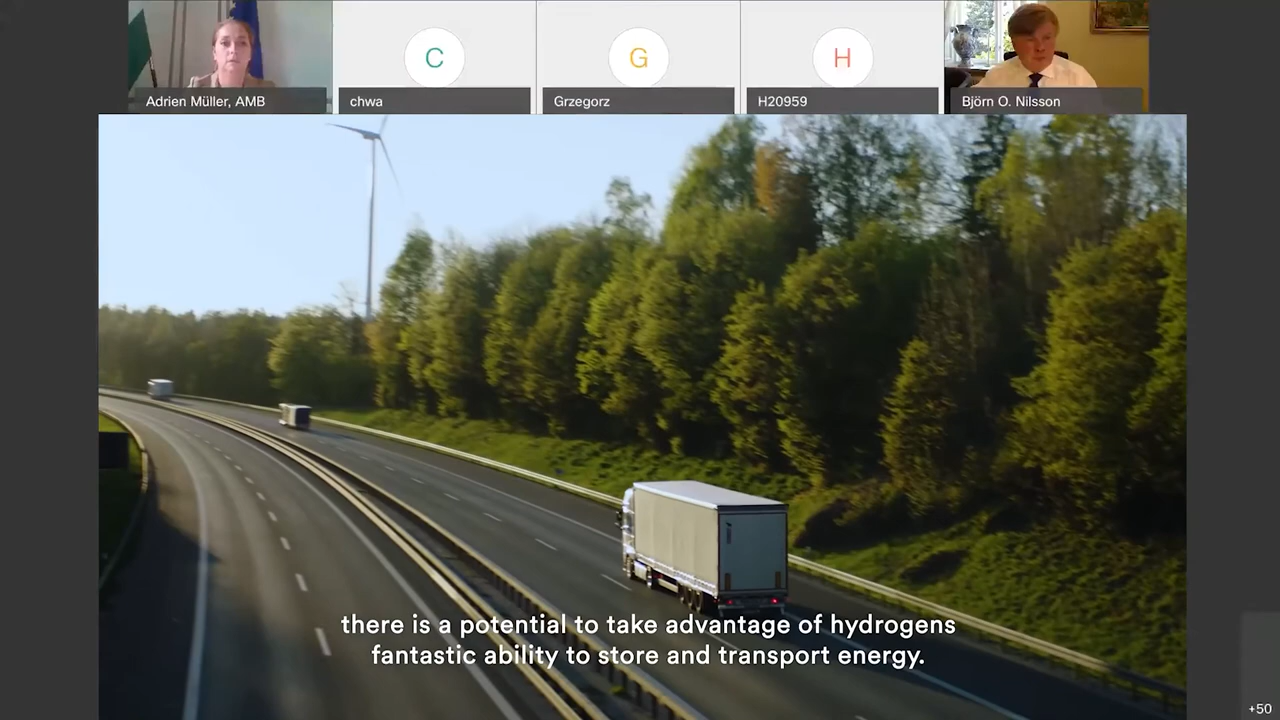 C
G
H
Adrien Müller, AMB
chwa
Grzegorz
H20959
Björn O. Nilsson
there is a potential to take advantage of hydrogens
fantastic ability to store and transport energy.
+50